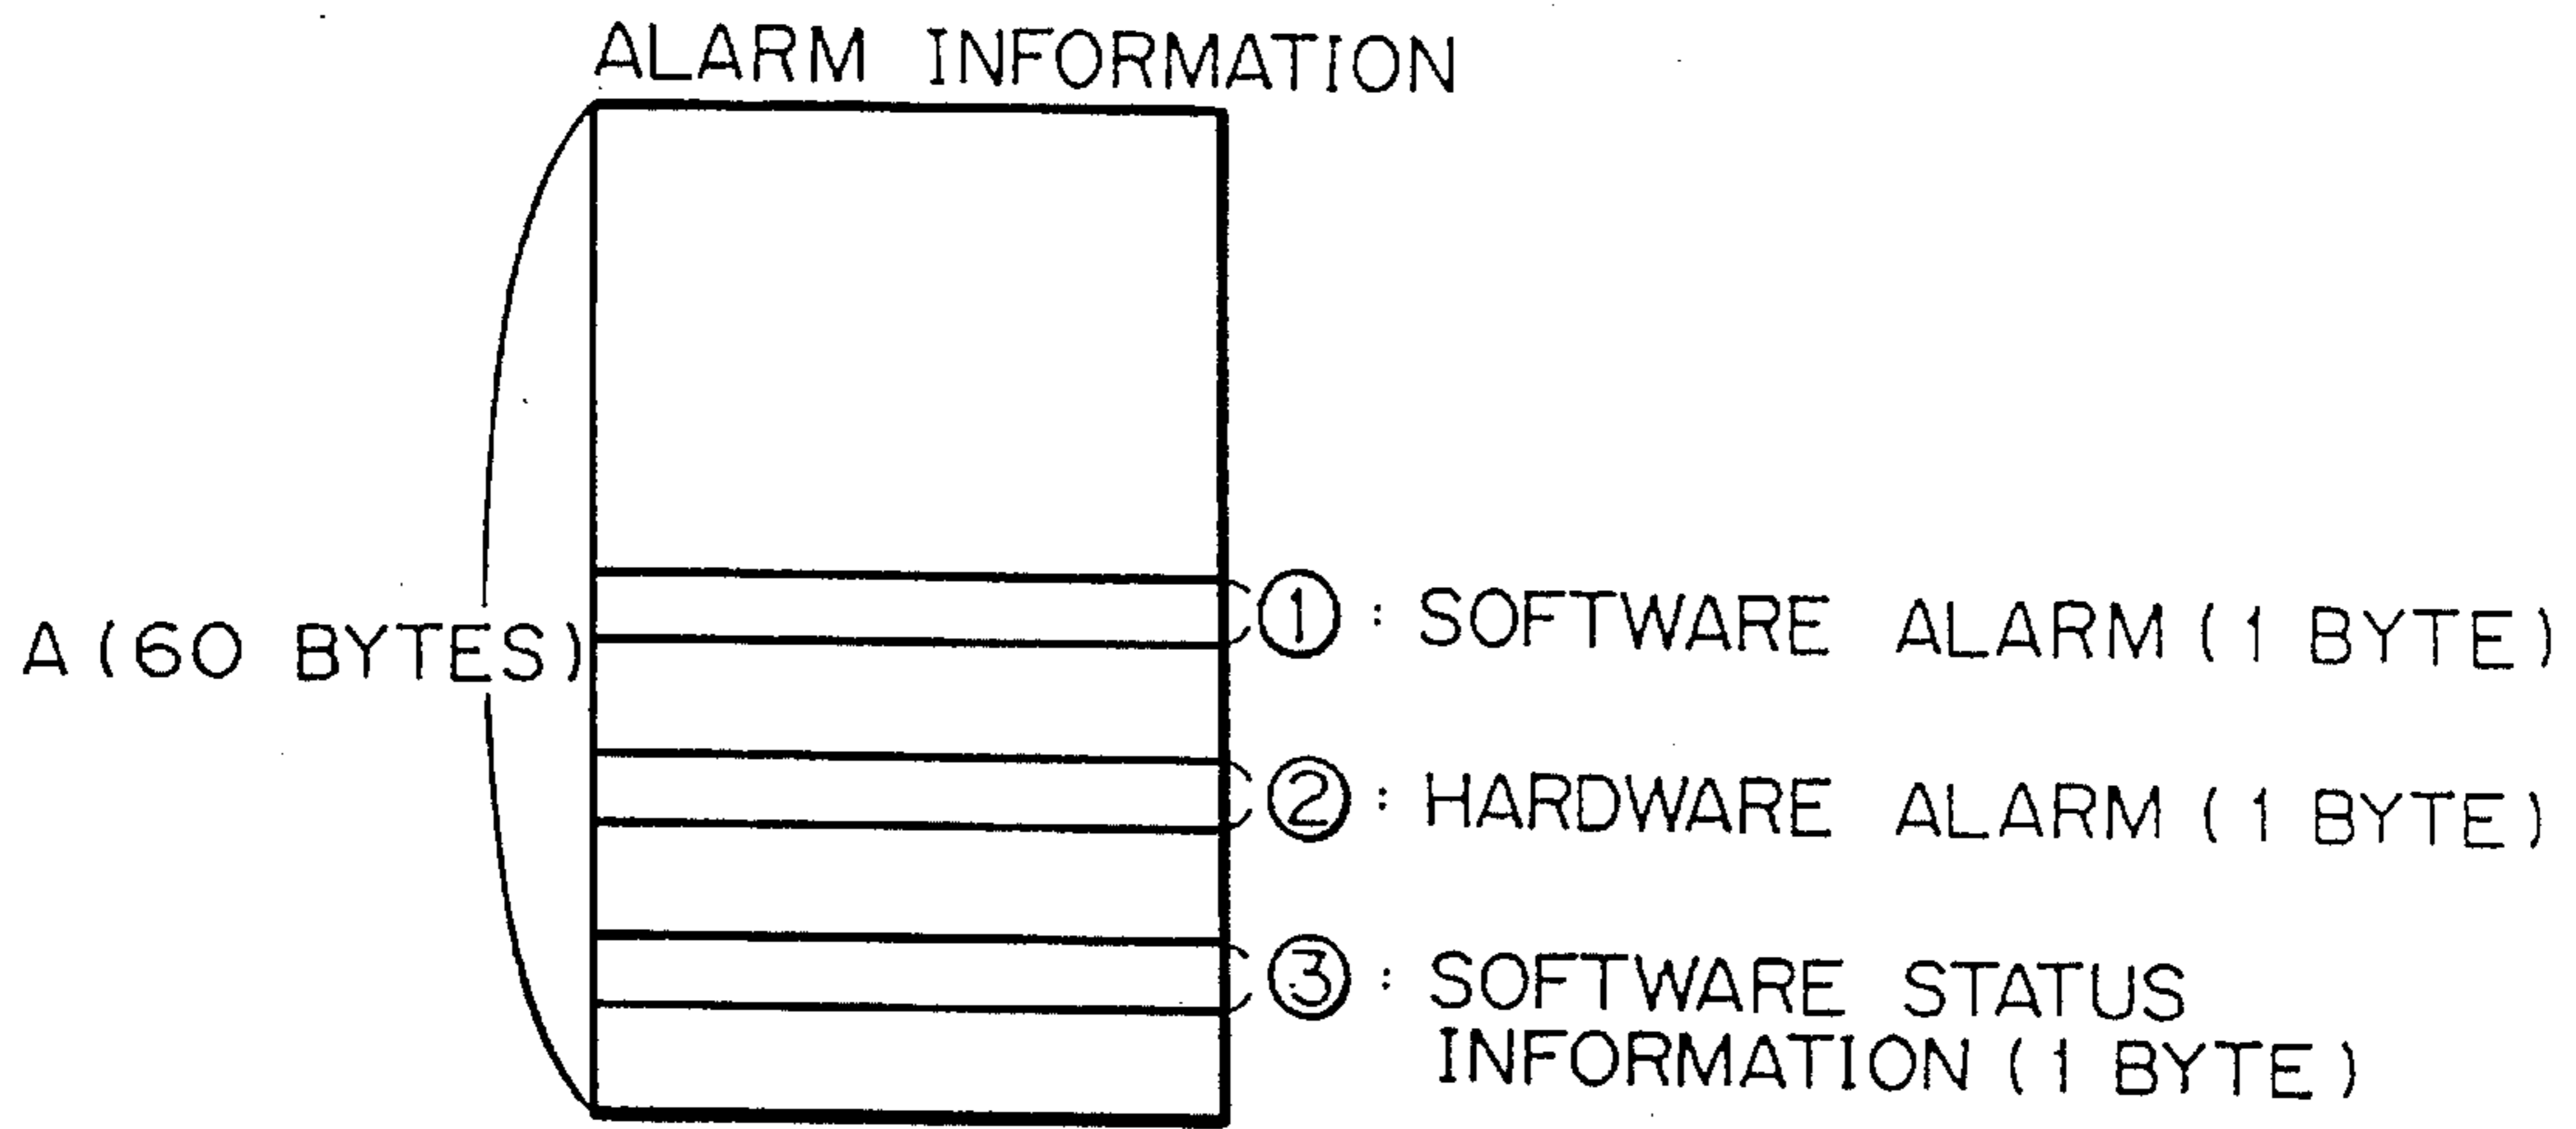 ALARM INFORMATION
A (60 BYTES)
① : SOFTWARE ALARM (1 BYTE)
② : HARDWARE ALARM (1 BYTE)
③ : SOFTWARE STATUS
INFORMATION (1 BYTE)